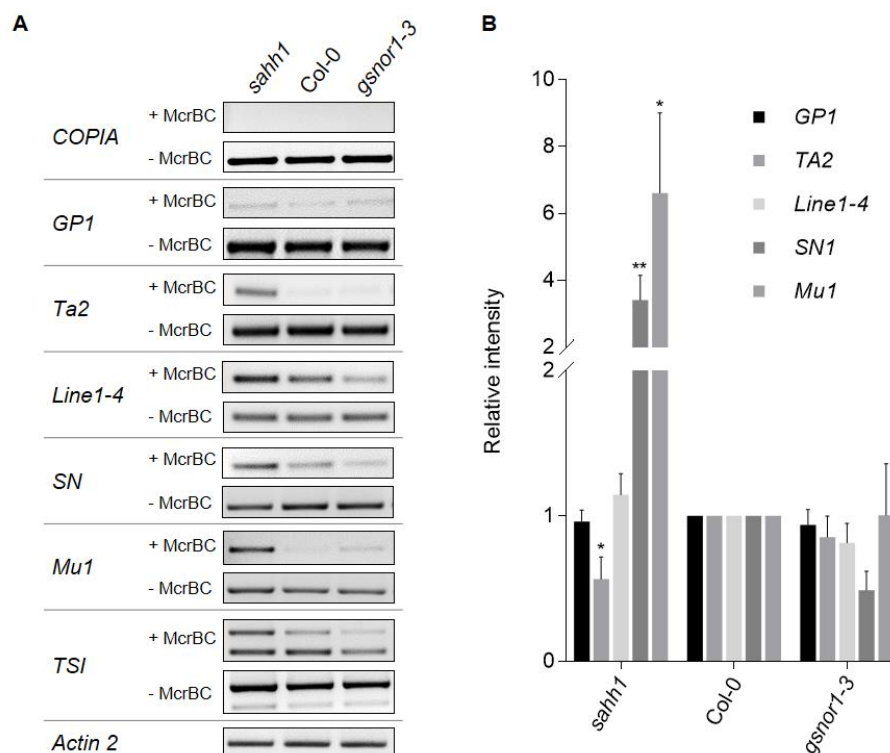 A
sahh1 Col-0 gsnor1-3
COPIA
+ McrBC
- McrBC
GP1
+ McrBC
- McrBC
Ta2
+ McrBC
- McrBC
Line1-4
+ McrBC
- McrBC
SN
+ McrBC
- McrBC
Mu1
+ McrBC
- McrBC
TSI
+ McrBC
- McrBC
Actin 2
B
Relative intensity
10
8
6
4
2
2
1
0
*
**
*
GP1
TA2
Line1-4
SN1
Mu1
sahh1 Col-0 gsnor1-3